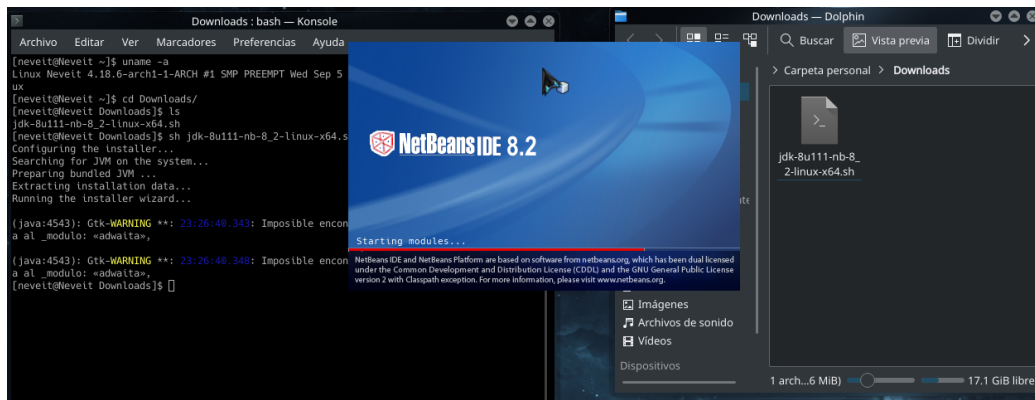 Downloads : bash — Konsole
Archivo Editar Ver Marcadores Preferencias Ayuda
[neveit@Neveit ~]$ uname -a
Linux Neveit 4.18.6-arch1-1-ARCH #1 SMP PREEMPT Wed Sep 5
ux
[neveit@Neveit ~]$ cd Downloads/
[neveit@Neveit Downloads]$ ls
jdk-8u111-nb-8_2-linux-x64.sh
[neveit@Neveit Downloads]$ sh jdk-8u111-nb-8_2-linux-x64.s
Configuring the installer...
Searching for JVM on the system...
Preparing bundled JVM ...
Extracting installation data...
Running the installer wizard...
(java:4543): Gtk-WARNING **: 23:26:40.343: Imposible encon
a al _modulo: «adwaita»,
(java:4543): Gtk-WARNING **: 23:26:40.348: Imposible encon
a al _modulo: «adwaita»,
[neveit@Neveit Downloads]$
NetBeans IDE 8.2
Starting modules...
NetBeans IDE and NetBeans Platform are based on software from netbeans.org, which has been dual licensed
under the Common Development and Distribution License (CDDL) and the GNU General Public License
version 2 with Classpath exception. For more information, please visit www.netbeans.org.
Downloads — Dolphin
Buscar Vista previa Dividir
> Carpeta personal > Downloads
jdk-8u111-nb-8_
2-linux-x64.sh
Imágenes
Archivos de sonido
Vídeos
Dispositivos
1 arch...6 MiB) 17,1 GiB libre